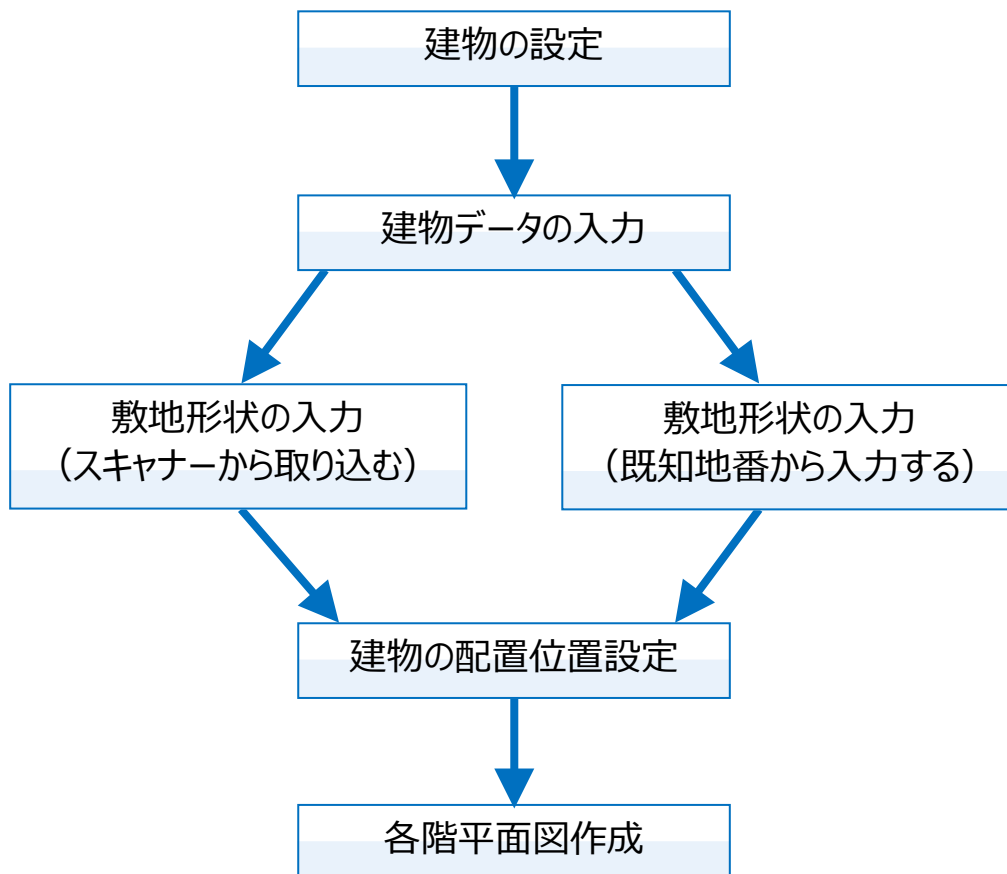 建物の設定
建物データの入力
敷地形状の入力
（スキャナーから取り込む）
敷地形状の入力
（既知地番から入力する）
建物の配置位置設定
各階平面図作成